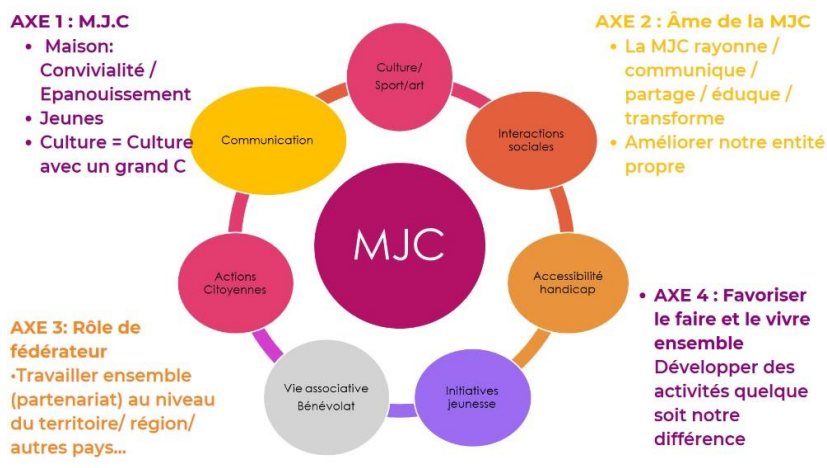 AXE 1 : M.J.C
• Maison:
Convivialité /
Epanouissement
• Jeunes
• Culture = Culture
avec un grand C
AXE 2 : Âme de la MJC
• La MJC rayonne /
communique /
partage / éduque /
transforme
• Améliorer notre entité
propre
Culture/
Sport/art
Communication
Interactions
sociales
MJC
Actions
Citoyennes
Accessibilité
handicap
Vie associative
Bénévolat
Initiatives
jeunesse
AXE 3: Rôle de
fédérateur
•Travailler ensemble
(partenariat) au niveau
du territoire/ région/
autres pays...
• AXE 4 : Favoriser
le faire et le vivre
ensemble
Développer des
activités quelque
soit notre
différence